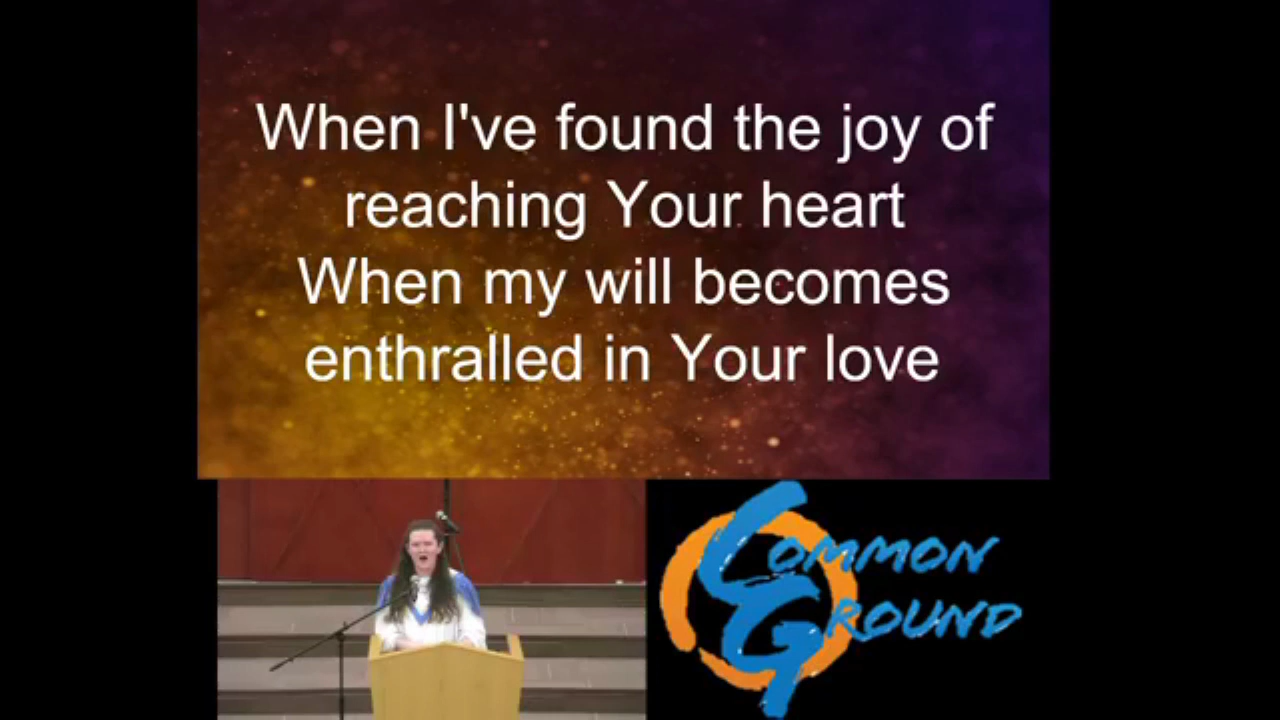 When I've found the joy of
reaching Your heart
When my will becomes
enthralled in Your love
COMMON
GROUND